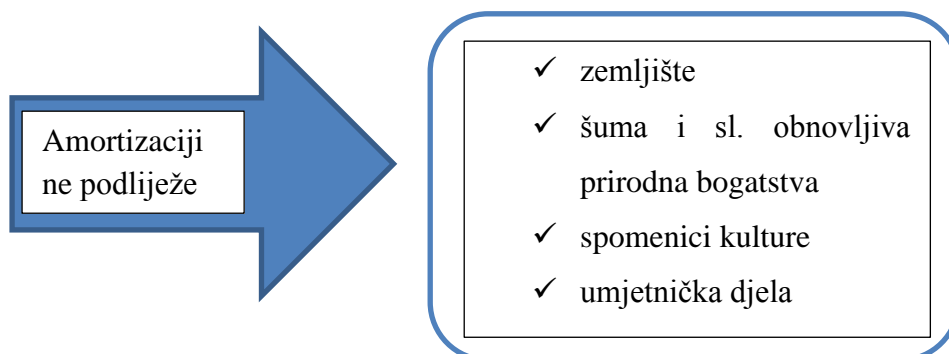 Amortizaciji
ne podliježe
✓ zemljište
✓ šuma i sl. obnovljiva
prirodna bogatstva
✓ spomenici kulture
✓ umjetnička djela